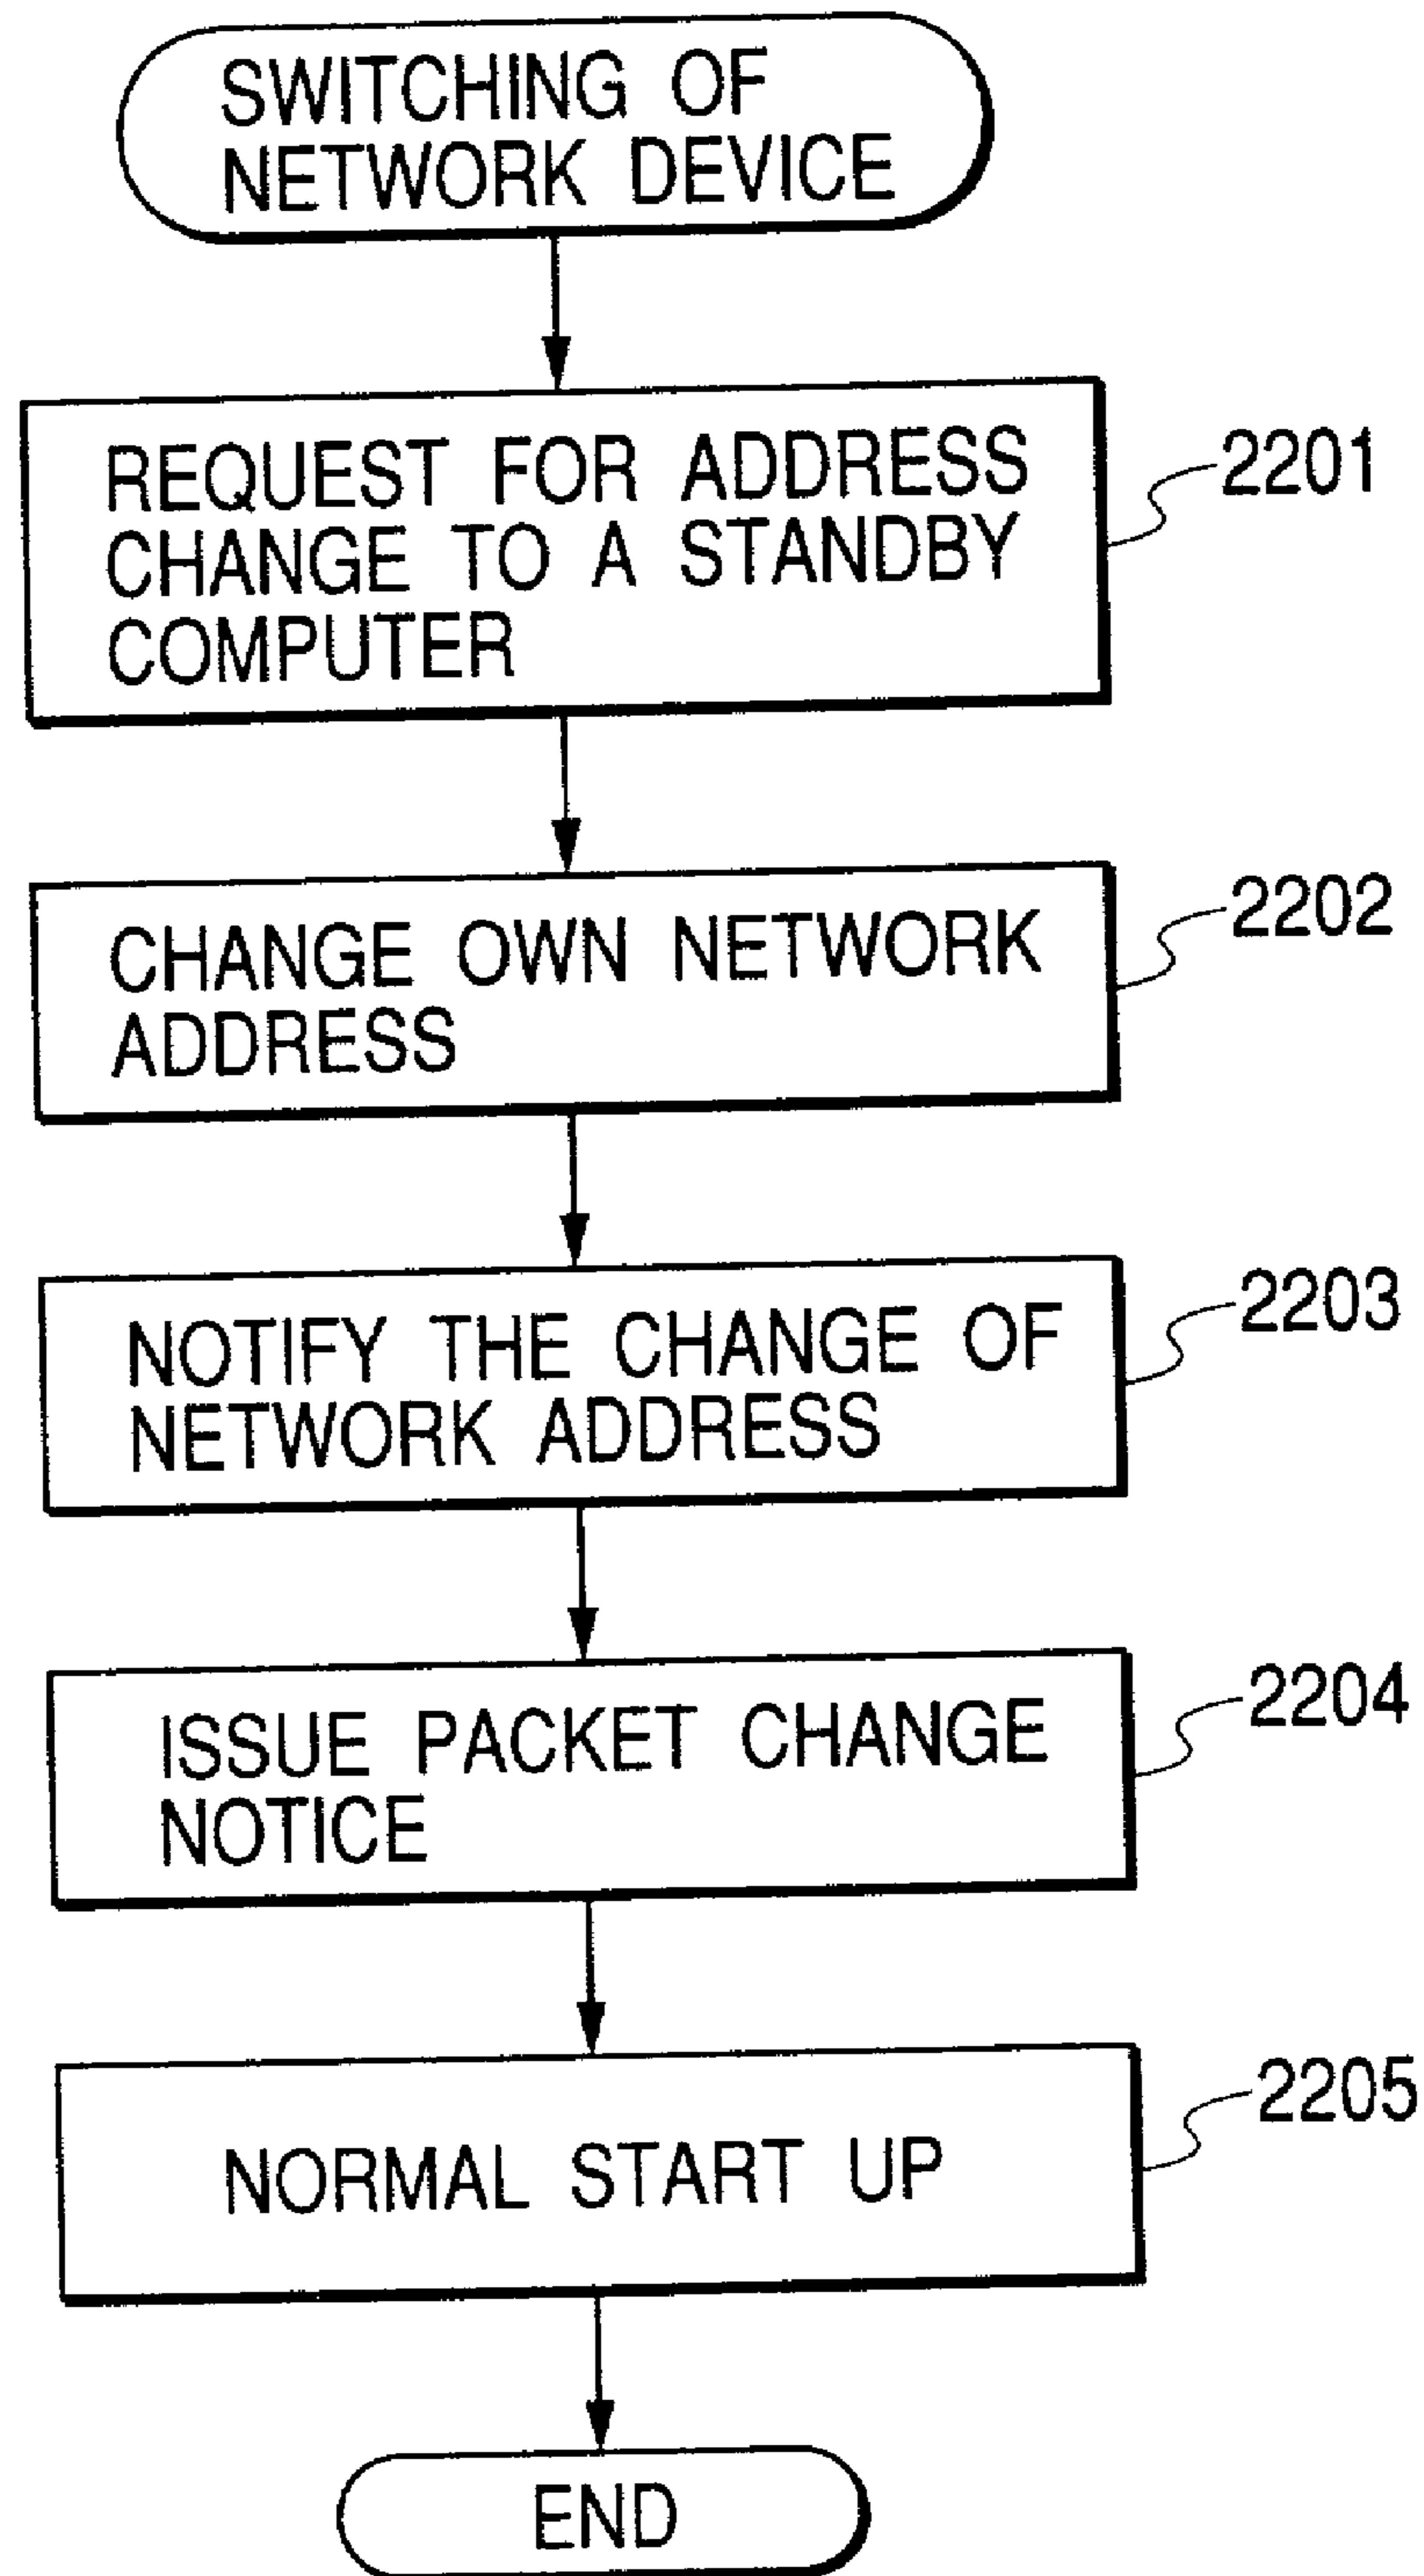 SWITCHING OF
NETWORK DEVICE
REQUEST FOR ADDRESS
CHANGE TO A STANDBY
COMPUTER
2201
CHANGE OWN NETWORK
ADDRESS
2202
NOTIFY THE CHANGE OF
NETWORK ADDRESS
2203
ISSUE PACKET CHANGE
NOTICE
2204
NORMAL START UP
2205
END